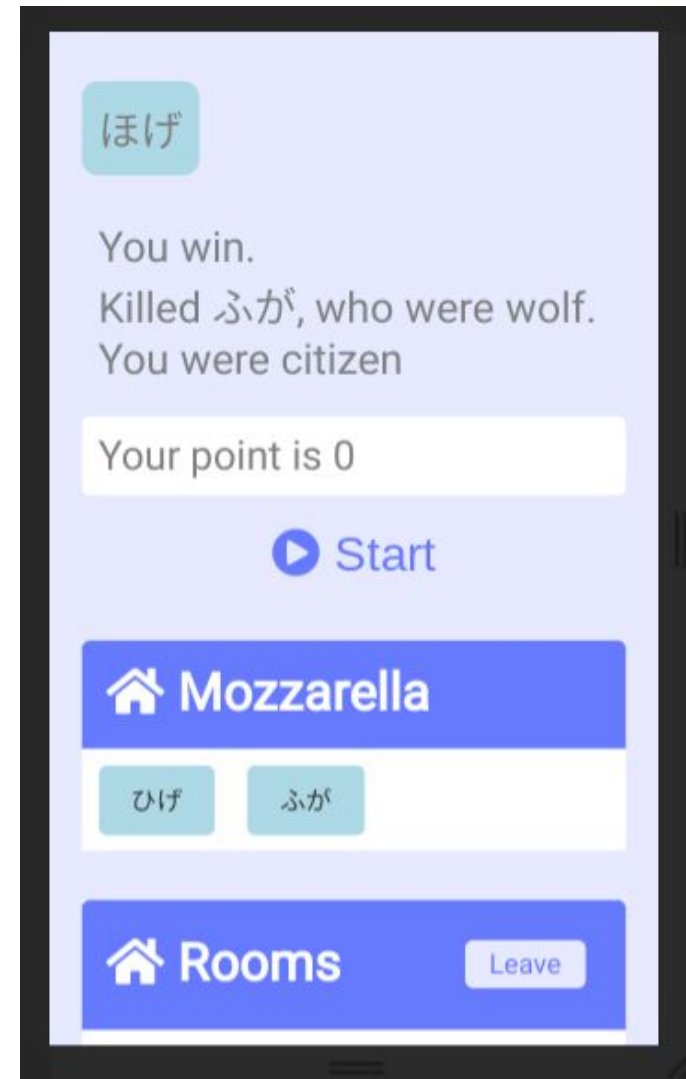 ほげ
You win.
Killed ふが, who were wolf.
You were citizen
Your point is 0
Start
Mozzarella
ひげ ふが
Rooms Leave